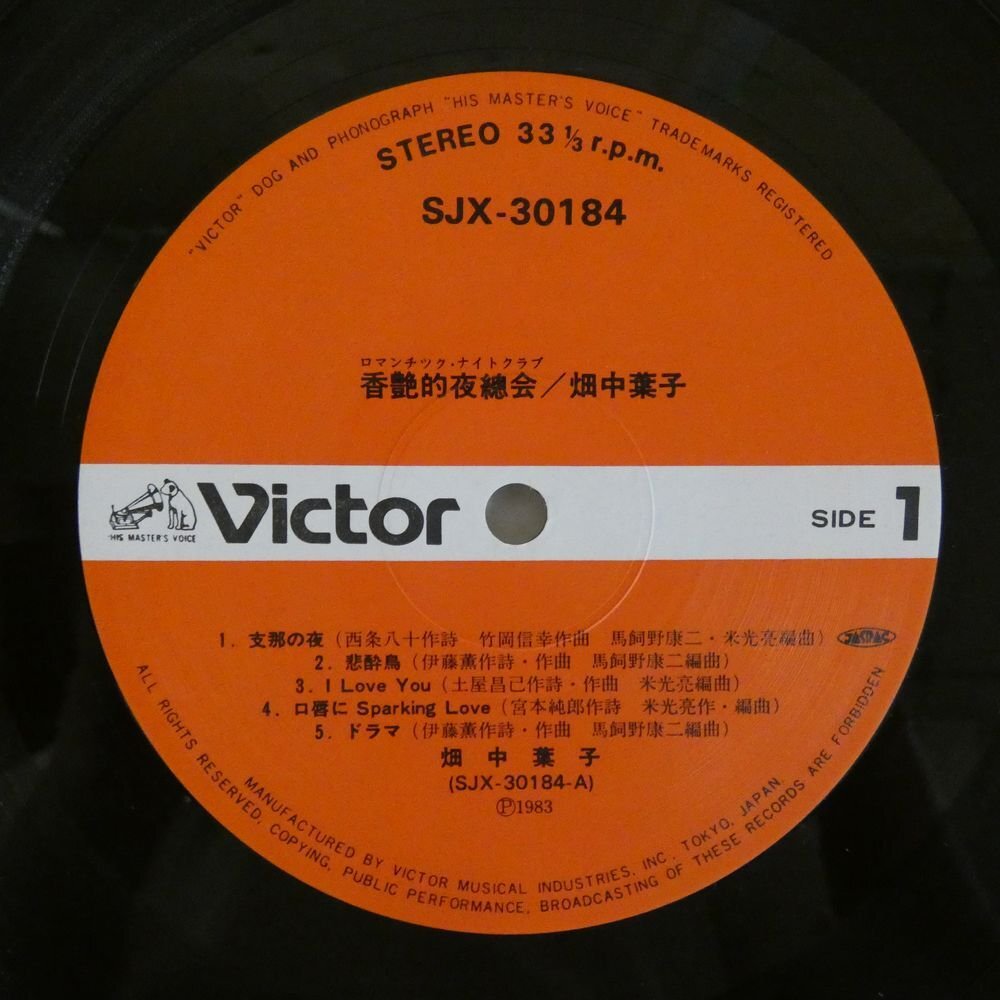 "VICTOR" DOG AND PHONOGRAPH "HIS MASTER'S VOICE" TRADEMARKS REGISTERED
STEREO 33 1/3 r.p.m.
SJX-30184
ロマンチック・ナイトクラブ
香艶的夜總会／畑中葉子
HIS MASTER'S VOICE
Victor
SIDE 1
1. 支那の夜（西条八十作詩　竹岡信幸作曲　馬飼野康二・米光亮編曲） JASRAC
2. 悲酔鳥（伊藤薫作詩・作曲　馬飼野康二編曲）
3. I Love You（土屋昌己作詩・作曲　米光亮編曲）
4. 口唇に Sparking Love（宮本純郎作詩　米光亮作・編曲）
5. ドラマ（伊藤薫作詩・作曲　馬飼野康二編曲）
畑中葉子
(SJX-30184-A)
Ⓟ1983
MANUFACTURED BY VICTOR MUSICAL INDUSTRIES, INC. TOKYO, JAPAN.
ALL RIGHTS RESERVED, COPYING, PUBLIC PERFORMANCE, BROADCASTING OF THESE RECORDS ARE FORBIDDEN